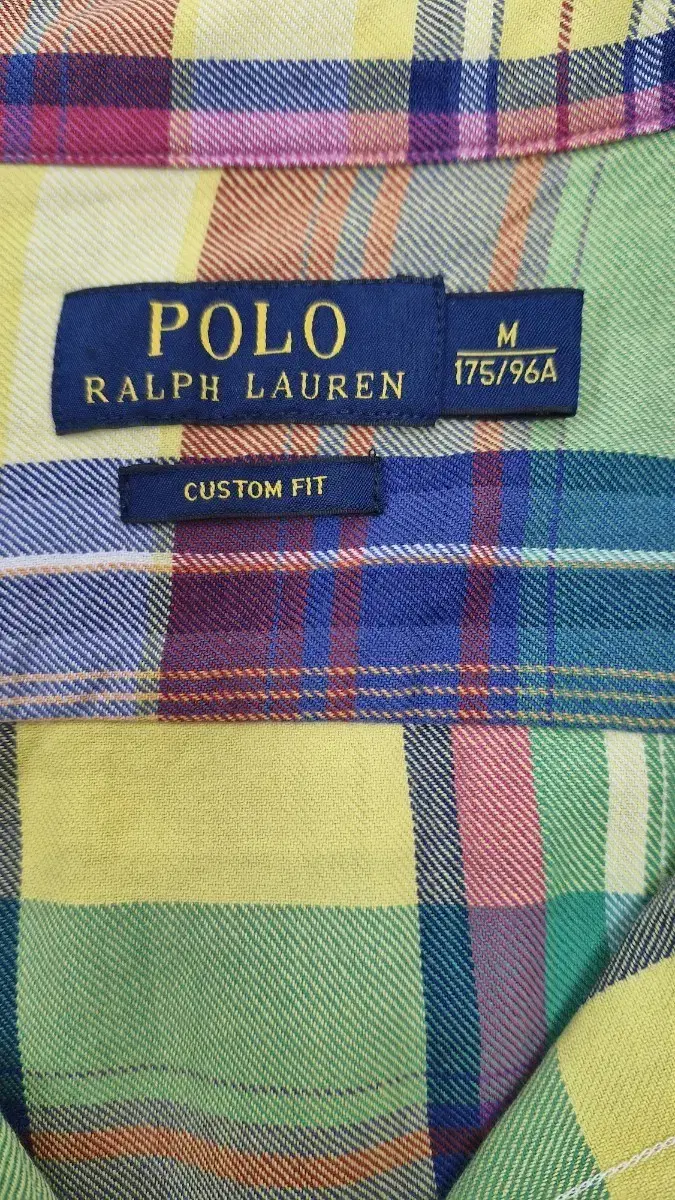 POLO
RALPH LAUREN
M
175/96A
CUSTOM FIT